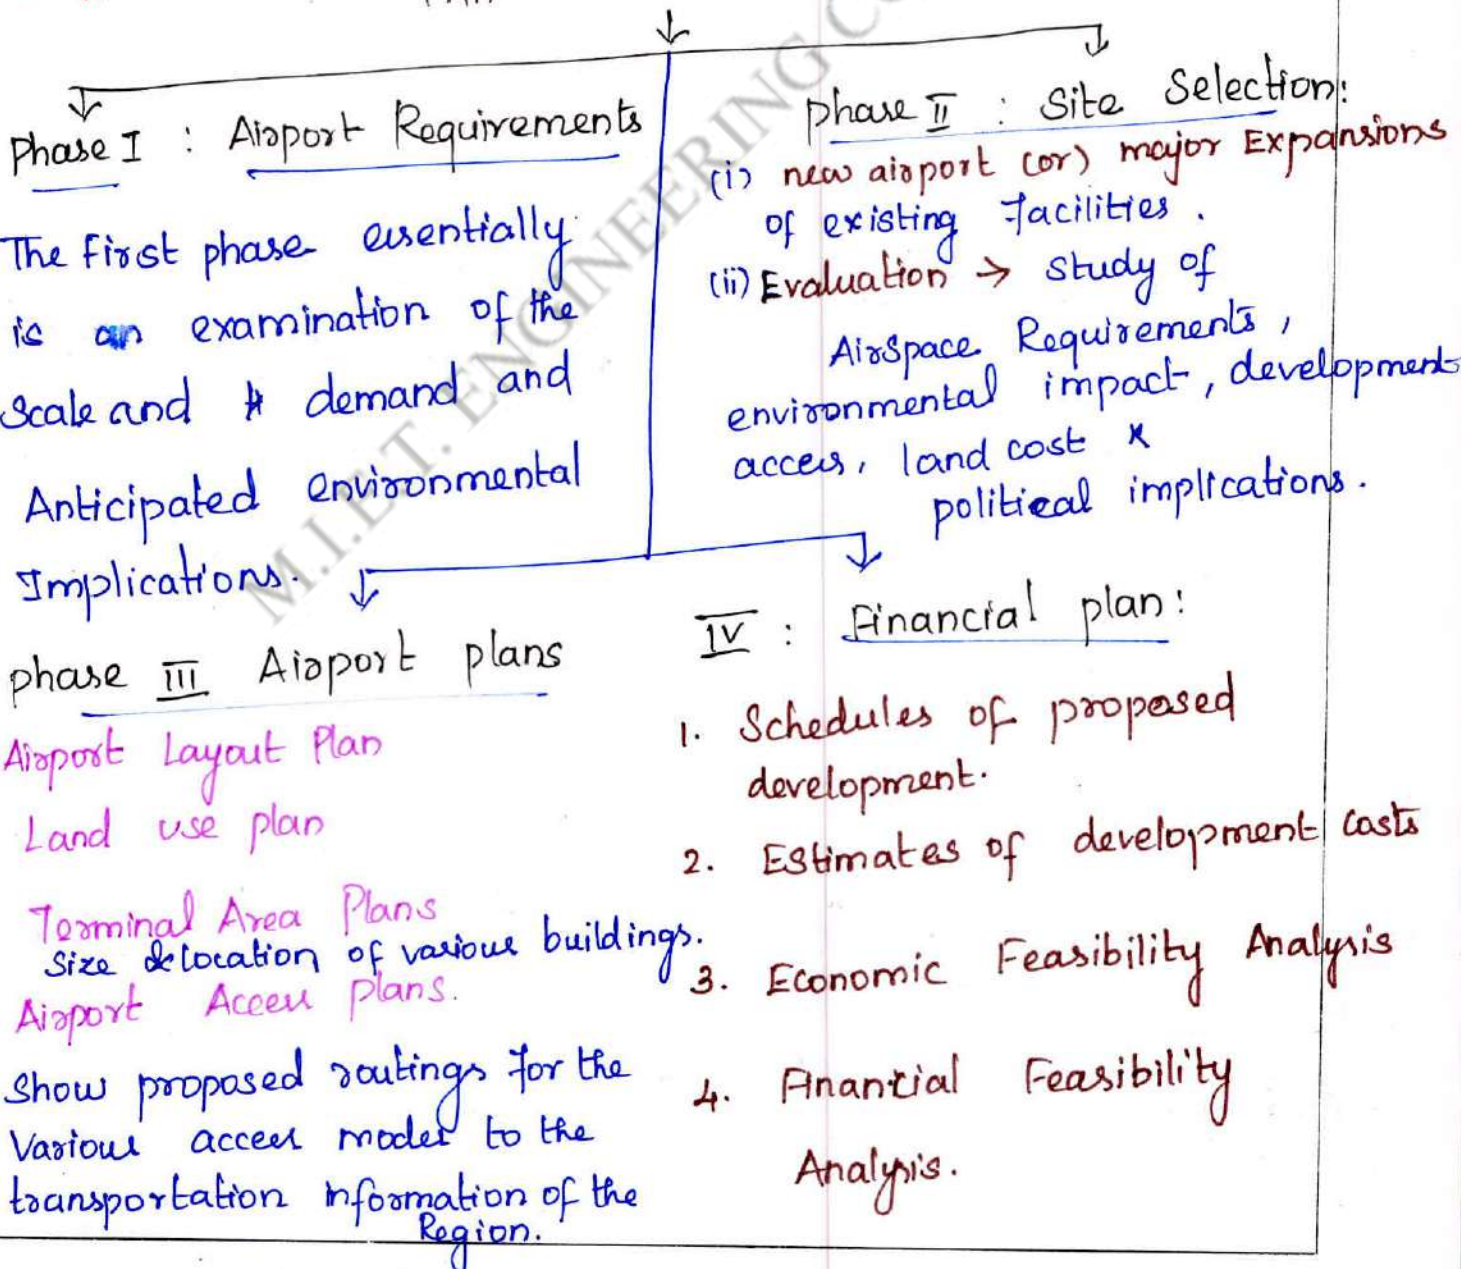 Phase I : Airport Requirements
The first phase essentially
is an examination of the
Scale and demand and
Anticipated environmental
Implications.
phase II : Site Selection:
(i) new airport (or) major Expansions
of existing facilities.
(ii) Evaluation → study of
AirSpace Requirements,
environmental impact, development
access, land cost &
political implications.
phase III Airport plans
Airport Layout Plan
Land use plan
Terminal Area Plans
Size & location of various buildings.
Airport Access plans.
Show proposed routings for the
Various access modes to the
transportation information of the
Region.
IV : Financial plan:
1. Schedules of proposed
development.
2. Estimates of development costs
3. Economic Feasibility Analysis
4. Financial Feasibility
Analysis.
M.I.E.T. ENGINEERING CO